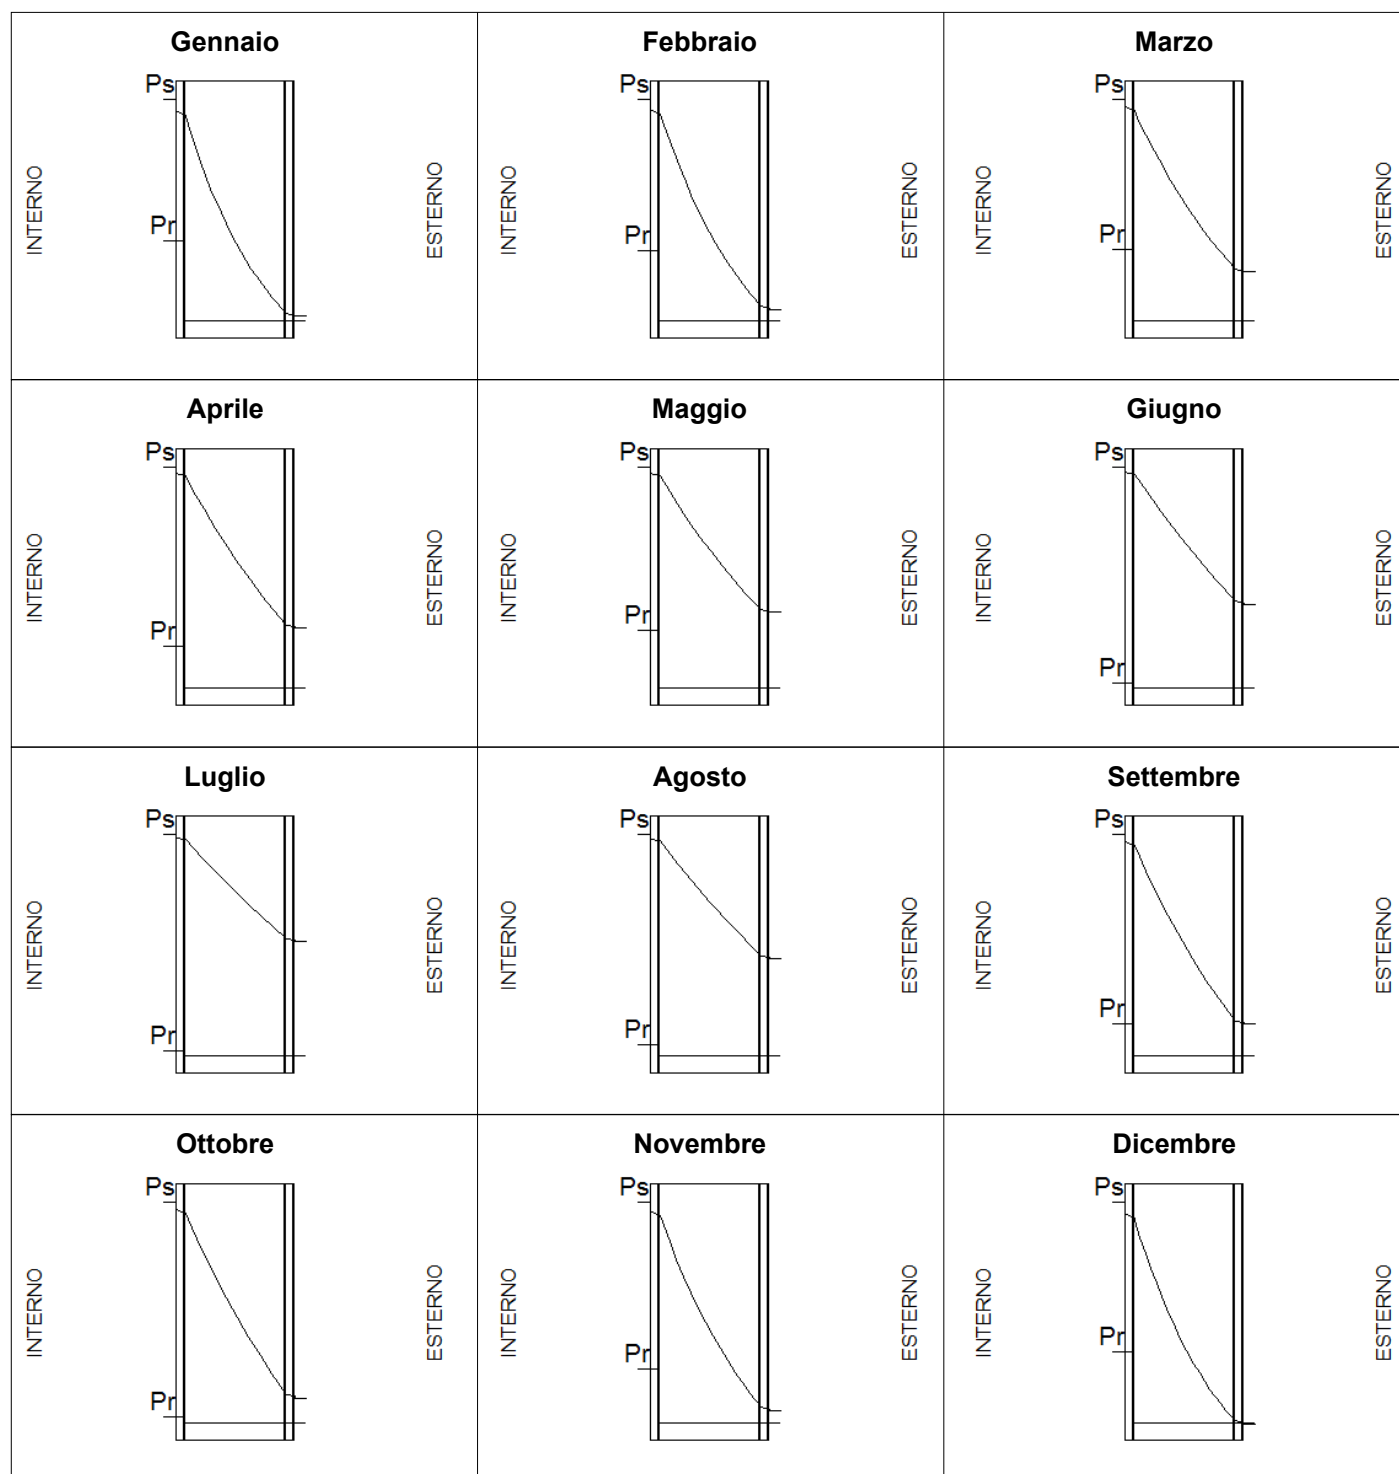 Gennaio
Ps
Pr
INTERNO
ESTERNO
Febbraio
Ps
Pr
INTERNO
ESTERNO
Marzo
Ps
Pr
INTERNO
ESTERNO
Aprile
Ps
Pr
INTERNO
ESTERNO
Maggio
Ps
Pr
INTERNO
ESTERNO
Giugno
Ps
Pr
INTERNO
ESTERNO
Luglio
Ps
Pr
INTERNO
ESTERNO
Agosto
Ps
Pr
INTERNO
ESTERNO
Settembre
Ps
Pr
INTERNO
ESTERNO
Ottobre
Ps
Pr
INTERNO
ESTERNO
Novembre
Ps
Pr
INTERNO
ESTERNO
Dicembre
Ps
Pr
INTERNO
ESTERNO